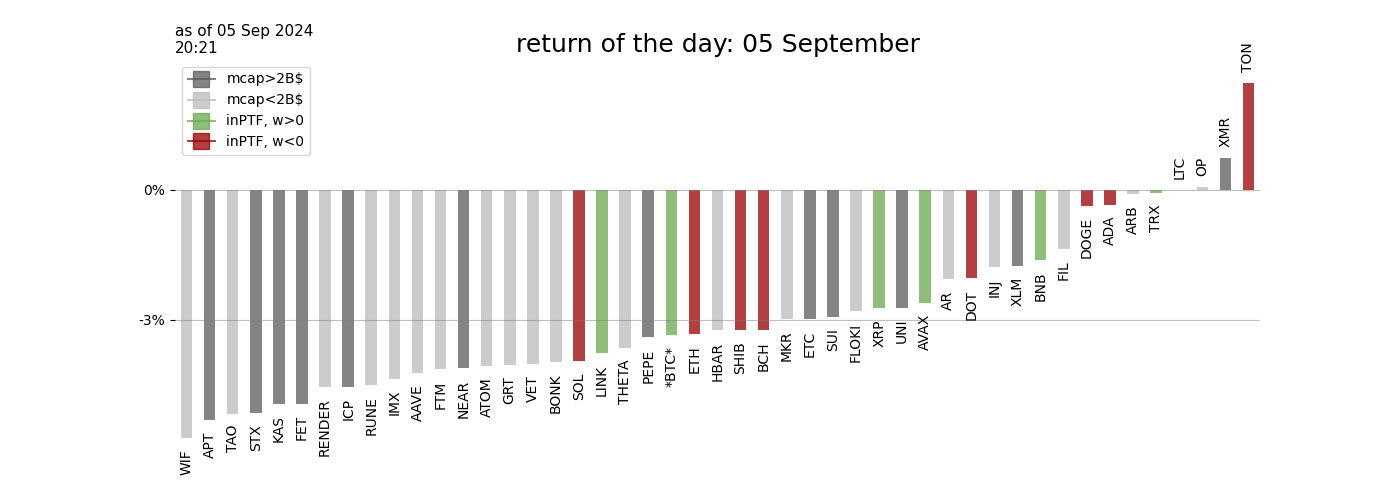 as of 05 Sep 2024
20:21
return of the day: 05 September
mcap>2B$
mcap<2B$
inPTF, w>0
inPTF, w<0
0%
-3%
WIF
APT
TAO
STX
KAS
FET
RENDER
ICP
RUNE
IMX
AAVE
FTM
NEAR
ATOM
GRT
VET
BONK
SOL
LINK
THETA
PEPE
*BTC*
ETH
HBAR
SHIB
BCH
MKR
ETC
SUI
FLOKI
XRP
UNI
AVAX
AR
DOT
INJ
XLM
BNB
FIL
DOGE
ADA
ARB
TRX
LTC
OP
XMR
TON